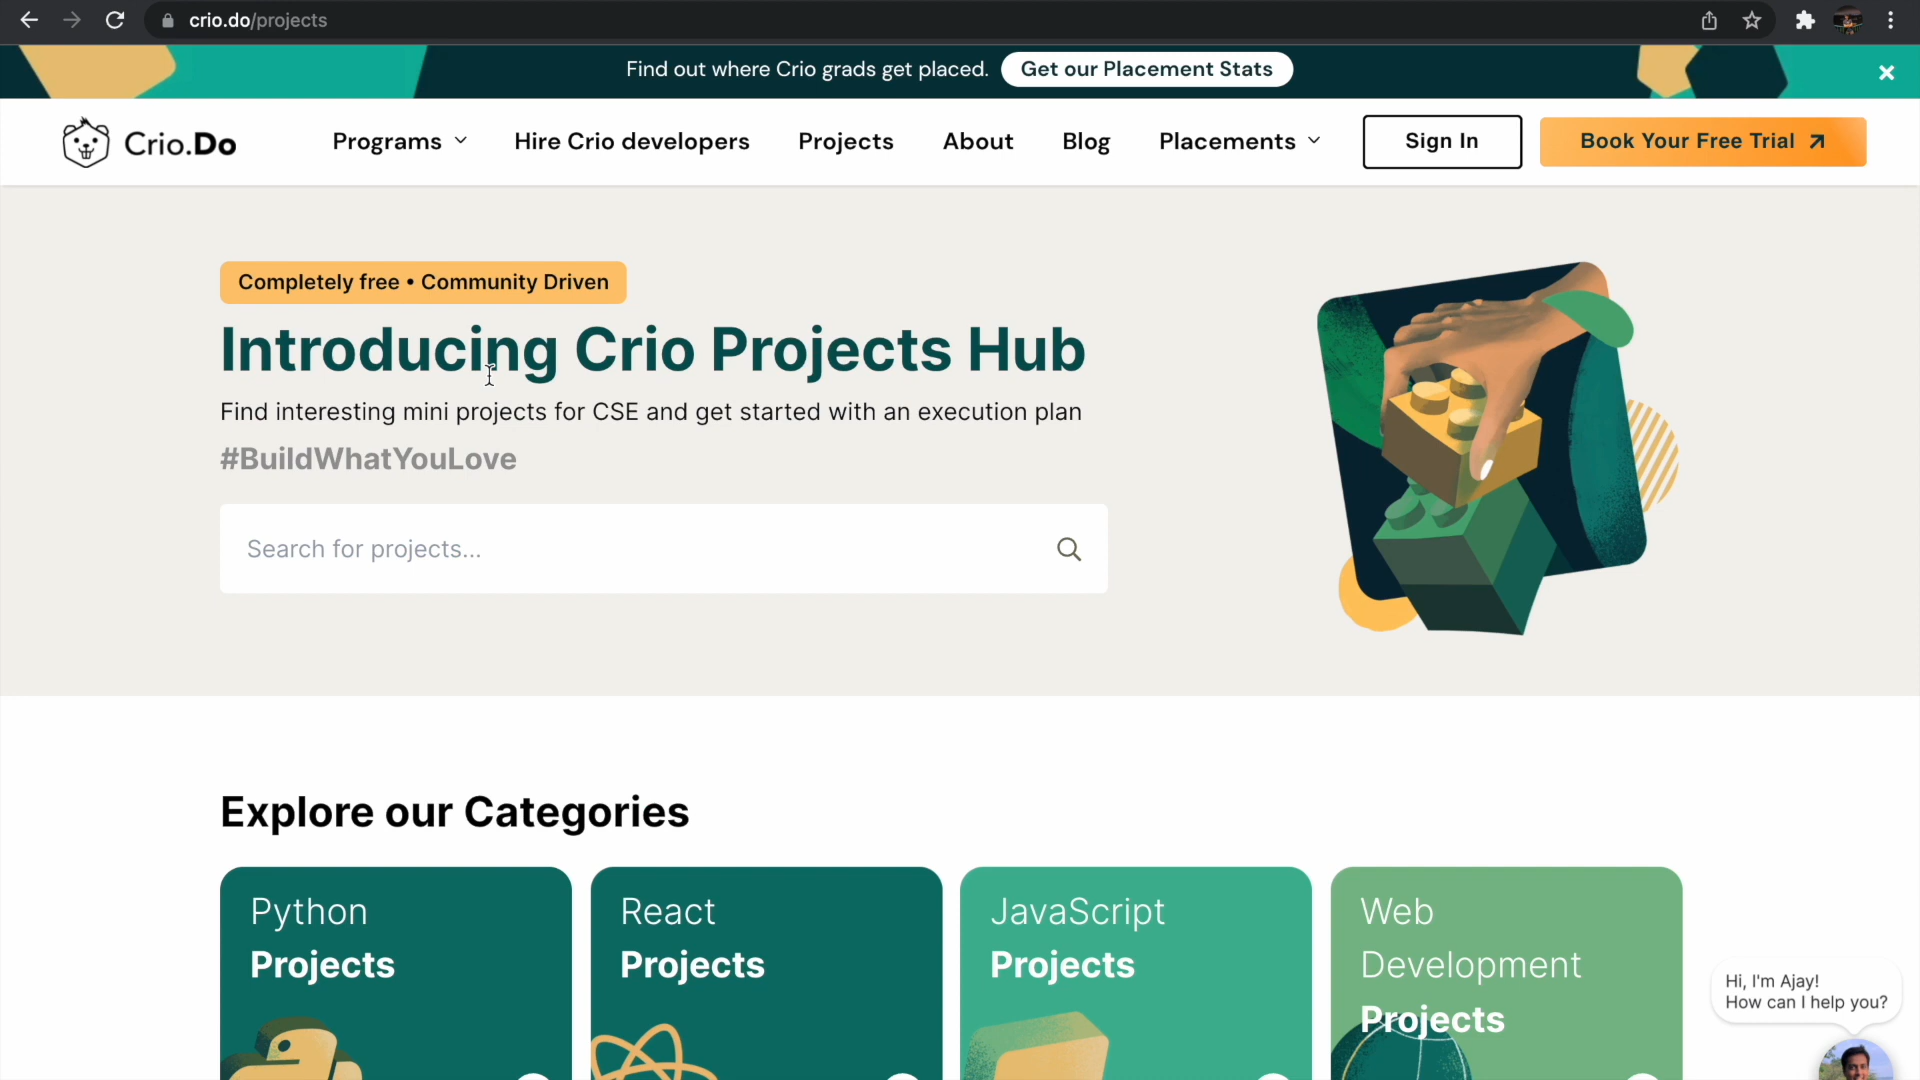 crio.do/projects
Find out where Crio grads get placed. Get our Placement Stats
Crio.Do Programs Hire Crio developers Projects About Blog Placements Sign In Book Your Free Trial
Completely free • Community Driven
Introducing Crio Projects Hub
Find interesting mini projects for CSE and get started with an execution plan
#BuildWhatYouLove
Search for projects...
Explore our Categories
Python
Projects
React
Projects
JavaScript
Projects
Web
Development
Projects
Hi, I'm Ajay!
How can I help you?